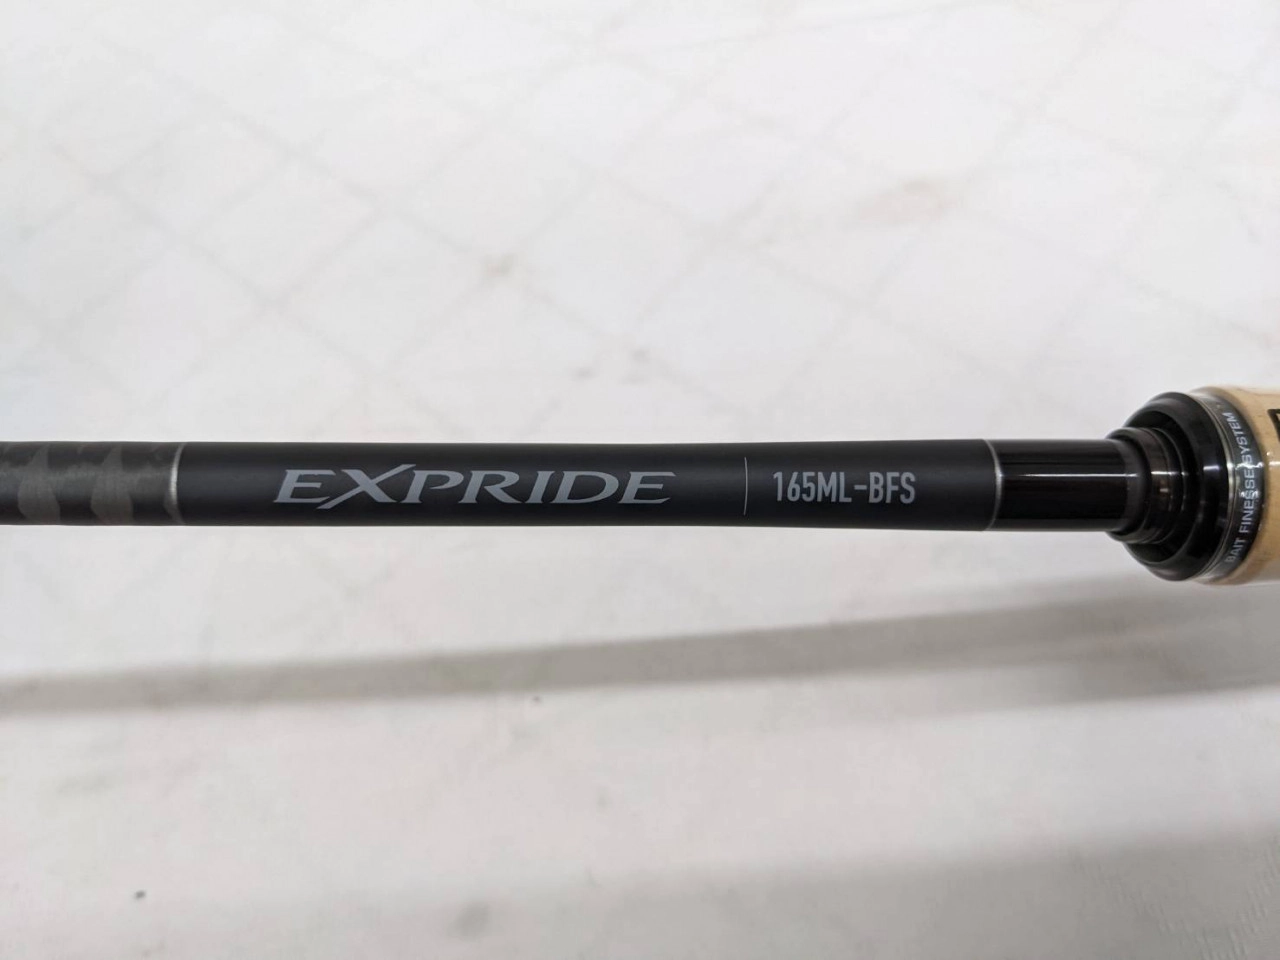 EXPRIDE
165ML-BFS
BAIT FINESSE SYSTEM